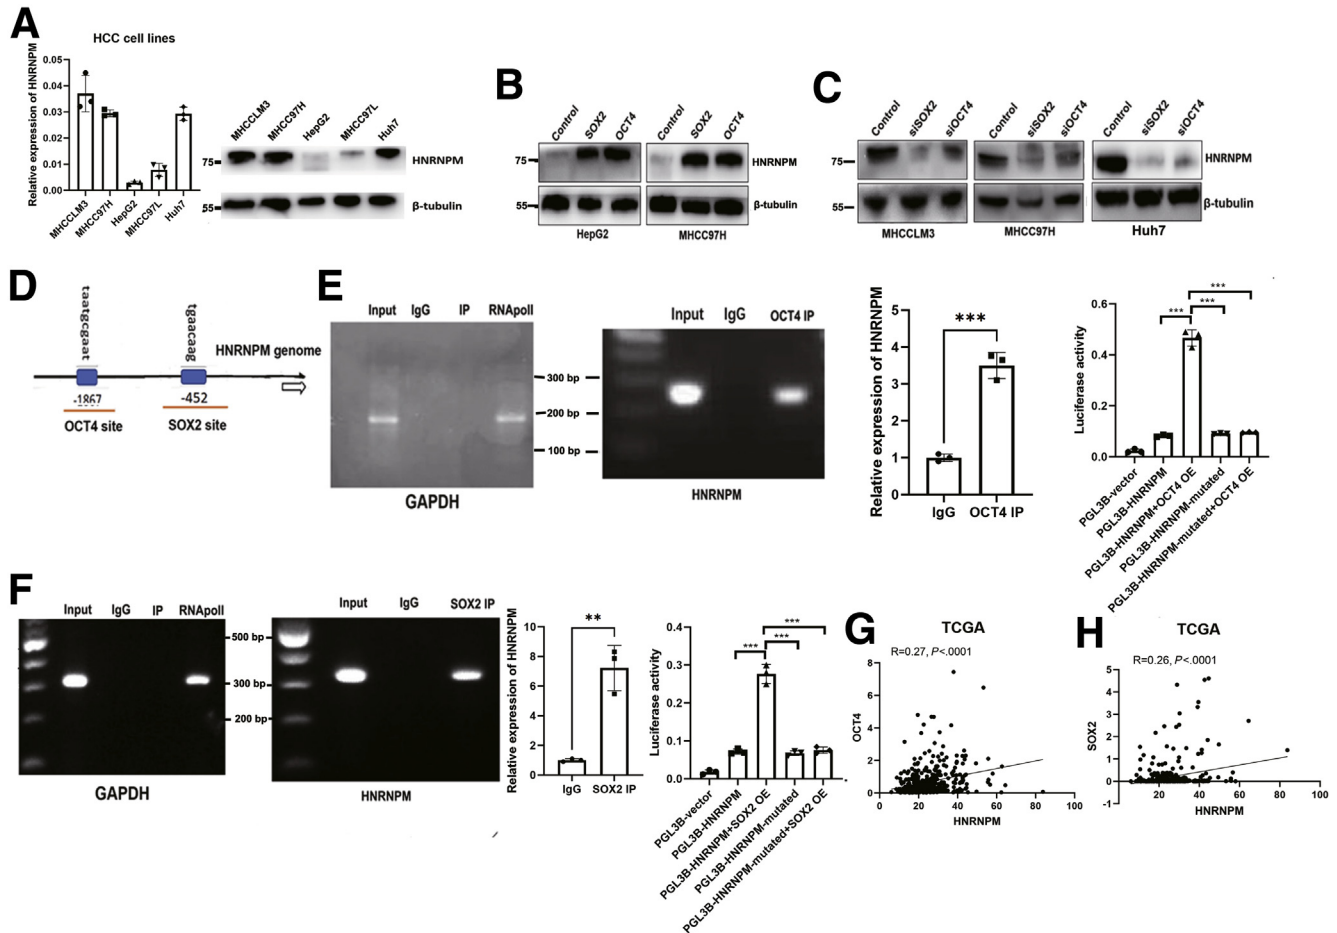 A
HCC cell lines
Relative expression of HNRNPM
0.05
0.04
0.03
0.02
0.01
0.00
MHCCLM3
MHCC97H
HepG2
MHCC97L
Huh7
MHCCLM3
MHCC97H
HepG2
MHCC97L
Huh7
75
HNRNPM
55
β-tubulin
B
Control
SOX2
OCT4
Control
SOX2
OCT4
75
HNRNPM
55
β-tubulin
HepG2
MHCC97H
C
Control
siSOX2
siOCT4
Control
siSOX2
siOCT4
Control
siSOX2
siOCT4
75
HNRNPM
55
β-tubulin
MHCCLM3
MHCC97H
Huh7
D
taatgcaaat
tgaacaag
HNRNPM genome
-1867
-452
OCT4 site
SOX2 site
E
Input IgG IP RNApolI
300 bp
200 bp
100 bp
GAPDH
Input IgG OCT4 IP
HNRNPM
Relative expression of HNRNPM
5
4
3
2
1
0
***
IgG OCT4 IP
Luciferase activity
0.6
0.4
0.2
0.0
***
***
***
PGL3B-vector
PGL3B-HNRNPM
PGL3B-HNRNPM+OCT4 OE
PGL3B-HNRNPM-mutated
PGL3B-HNRNPM-mutated+OCT4 OE
F
Input IgG IP RNApolI
500 bp
300 bp
200 bp
GAPDH
Input IgG SOX2 IP
HNRNPM
Relative expression of HNRNPM
10
8
6
4
2
0
**
IgG SOX2 IP
Luciferase activity
0.4
0.3
0.2
0.1
0.0
***
***
***
PGL3B-vector
PGL3B-HNRNPM
PGL3B-HNRNPM+SOX2 OE
PGL3B-HNRNPM-mutated
PGL3B-HNRNPM-mutated+SOX2 OE
G
TCGA
R=0.27, P<.0001
OCT4
8
6
4
2
0
0 20 40 60 80 100
HNRNPM
H
TCGA
R=0.26, P<.0001
SOX2
5
4
3
2
1
0
-1
20 40 60 80 100
HNRNPM